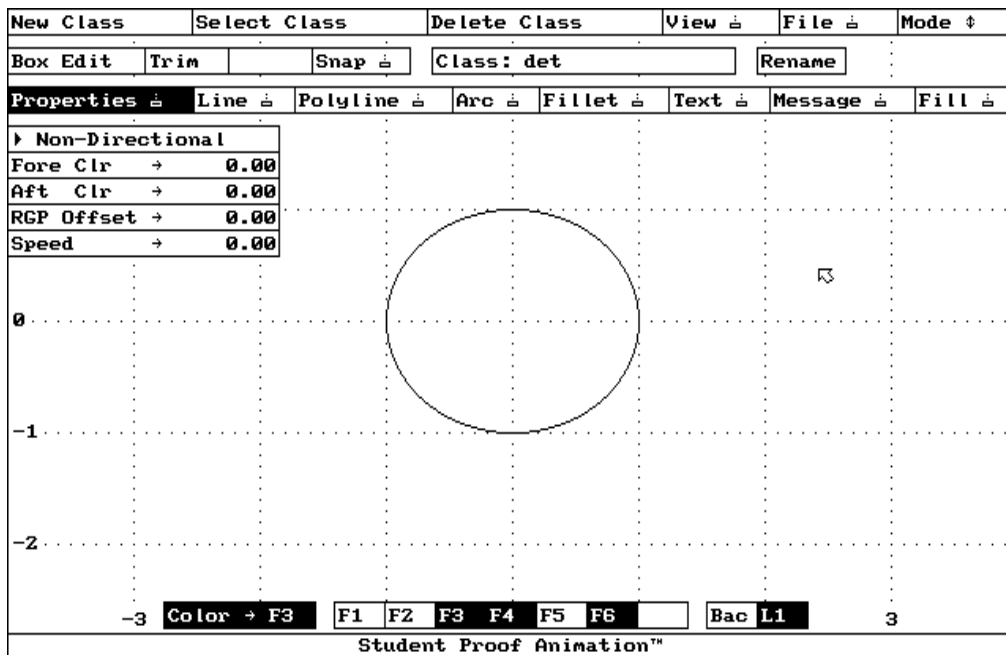 New Class Select Class Delete Class View File Mode
Box Edit Trim Snap Class: det Rename
Properties Line Polyline Arc Fillet Text Message Fill
Non-Directional
Fore Clr → 0.00
Aft Clr → 0.00
RGP Offset → 0.00
Speed → 0.00
0
-1
-2
-3 Color → F3 F1 F2 F3 F4 F5 F6 Bac L1 3
Student Proof Animation™